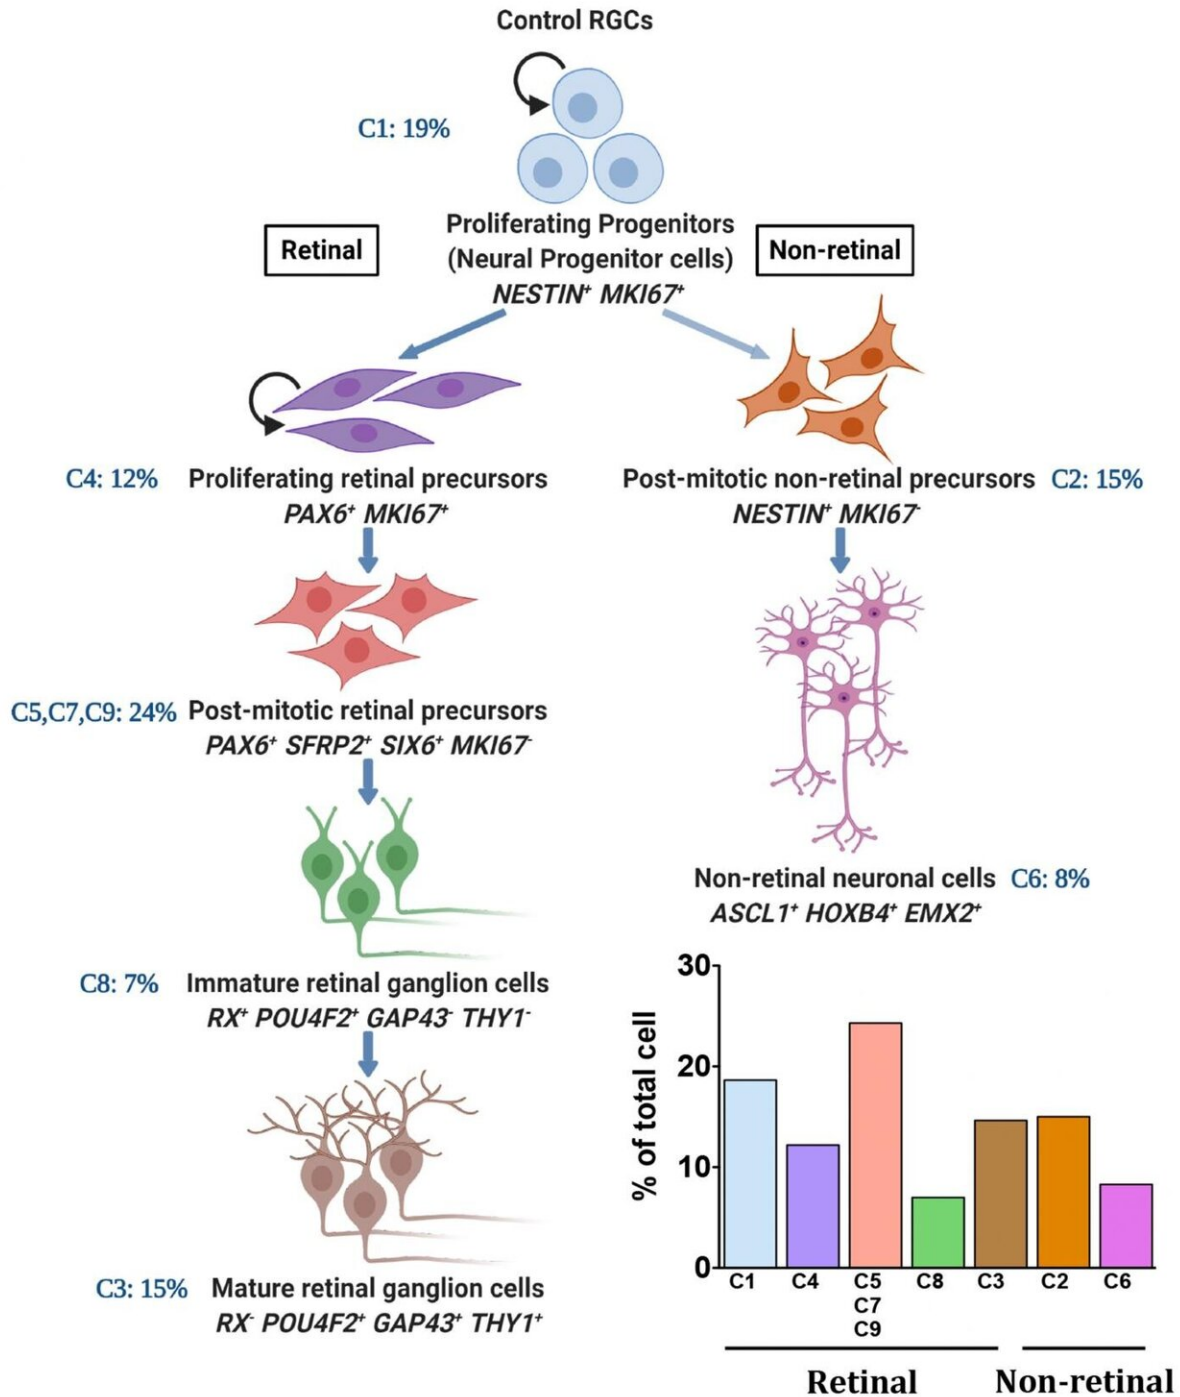 Control RGCs
C1: 19%
Proliferating Progenitors
(Neural Progenitor cells)
NESTIN⁺ MKI67⁺
Retinal
Non-retinal
C4: 12%
Proliferating retinal precursors
PAX6⁺ MKI67⁺
Post-mitotic non-retinal precursors
C2: 15%
NESTIN⁺ MKI67⁻
C5,C7,C9: 24%
Post-mitotic retinal precursors
PAX6⁺ SFRP2⁺ SIX6⁺ MKI67⁻
Non-retinal neuronal cells
C6: 8%
ASCL1⁺ HOXB4⁺ EMX2⁺
C8: 7%
Immature retinal ganglion cells
RX⁺ POU4F2⁺ GAP43⁻ THY1⁻
C3: 15%
Mature retinal ganglion cells
RX⁻ POU4F2⁺ GAP43⁺ THY1⁺
% of total cell
30
20
10
0
C1 C4 C5 C8 C3 C2 C6
C7
C9
Retinal
Non-retinal